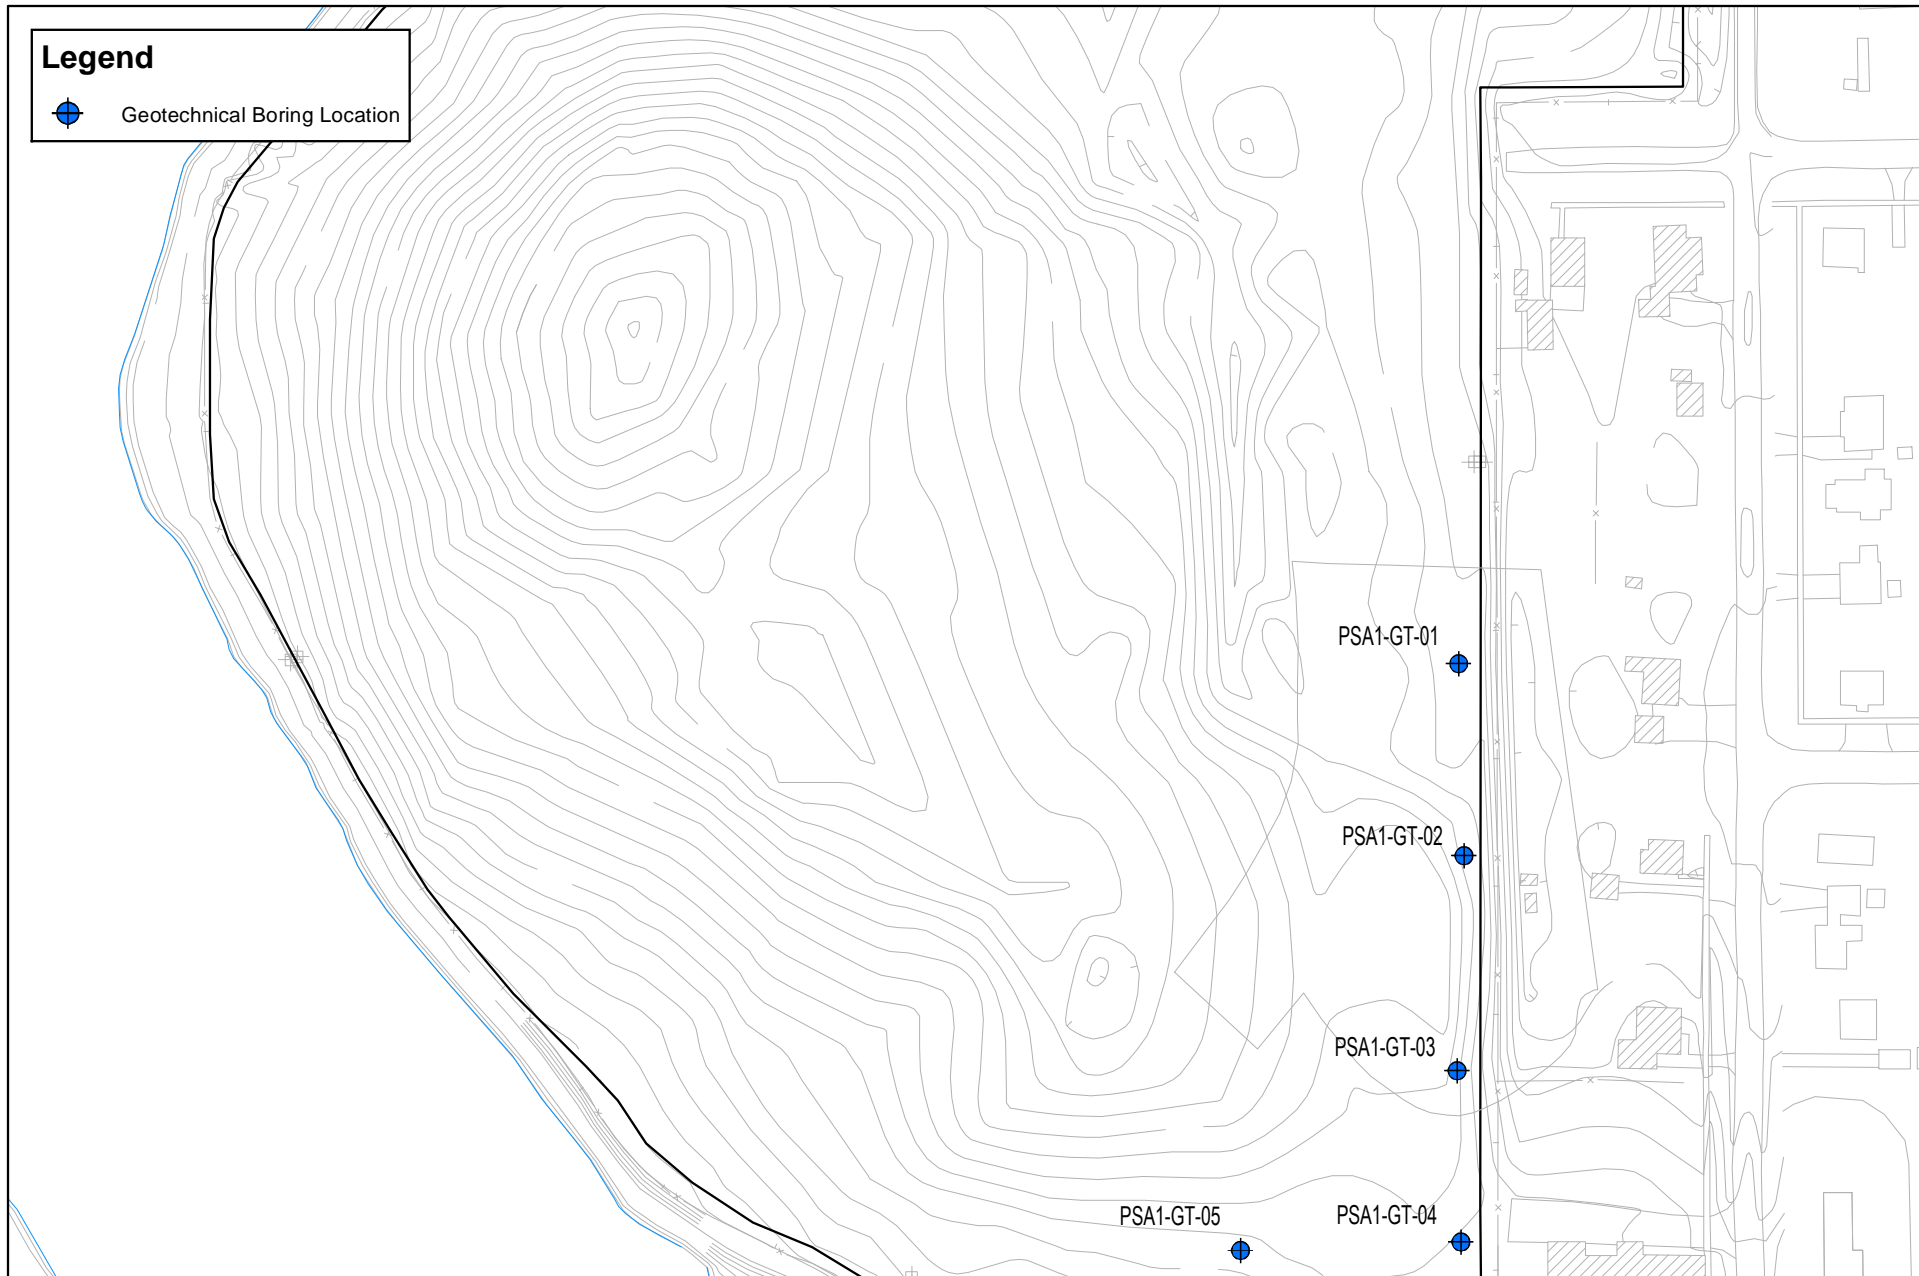 Legend
Geotechnical Boring Location
PSA1-GT-01
PSA1-GT-02
PSA1-GT-03
PSA1-GT-05
PSA1-GT-04